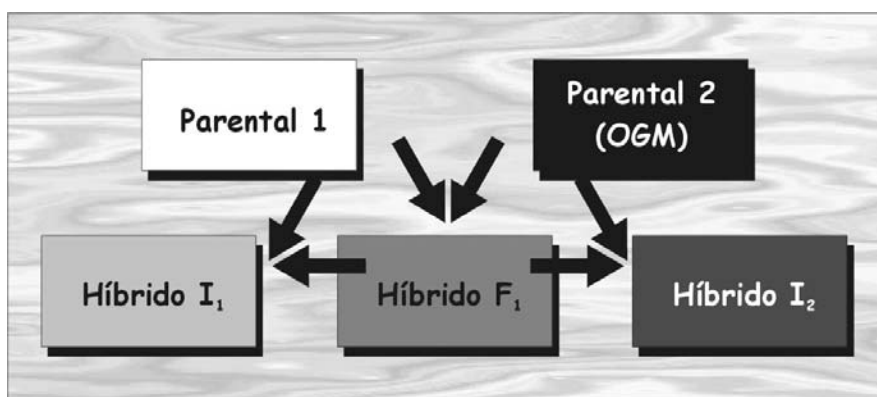 Parental 1
Parental 2
(OGM)
Híbrido I₁
Híbrido F₁
Híbrido I₂